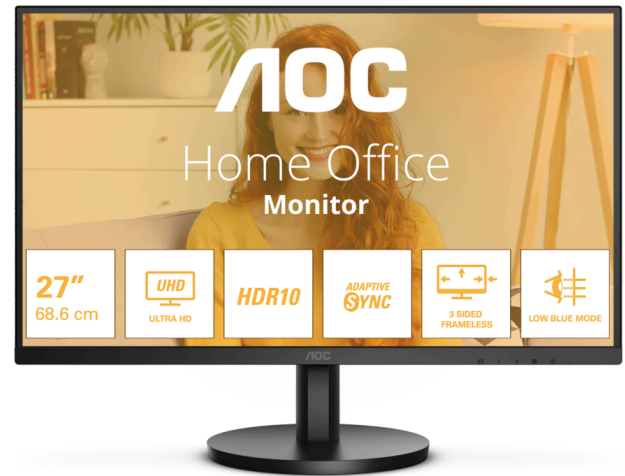 AOC
Home Office
Monitor
27"
68.6 cm
UHD
ULTRA HD
HDR10
ADAPTIVE
SYNC
3 SIDED
FRAMELESS
LOW BLUE MODE
AOC